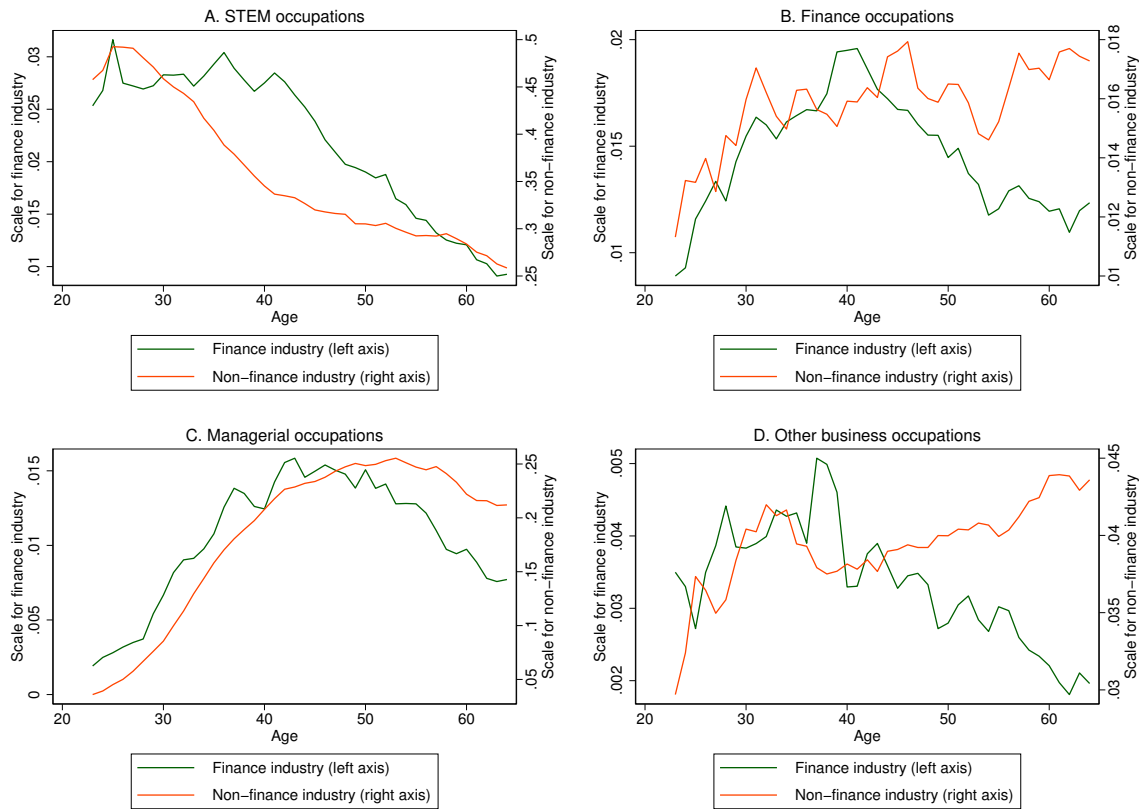 A. STEM occupations
Scale for finance industry
.01 .015 .02 .025 .03
Scale for non−finance industry
.25 .3 .35 .4 .45 .5
20 30 40 50 60
Age
Finance industry (left axis)
Non−finance industry (right axis)
B. Finance occupations
Scale for finance industry
.01 .015 .02
Scale for non−finance industry
.01 .012 .014 .016 .018
20 30 40 50 60
Age
Finance industry (left axis)
Non−finance industry (right axis)
C. Managerial occupations
Scale for finance industry
0 .005 .01 .015
Scale for non−finance industry
.05 .1 .15 .2 .25
20 30 40 50 60
Age
Finance industry (left axis)
Non−finance industry (right axis)
D. Other business occupations
Scale for finance industry
.002 .003 .004 .005
Scale for non−finance industry
.03 .035 .04 .045
20 30 40 50 60
Age
Finance industry (left axis)
Non−finance industry (right axis)